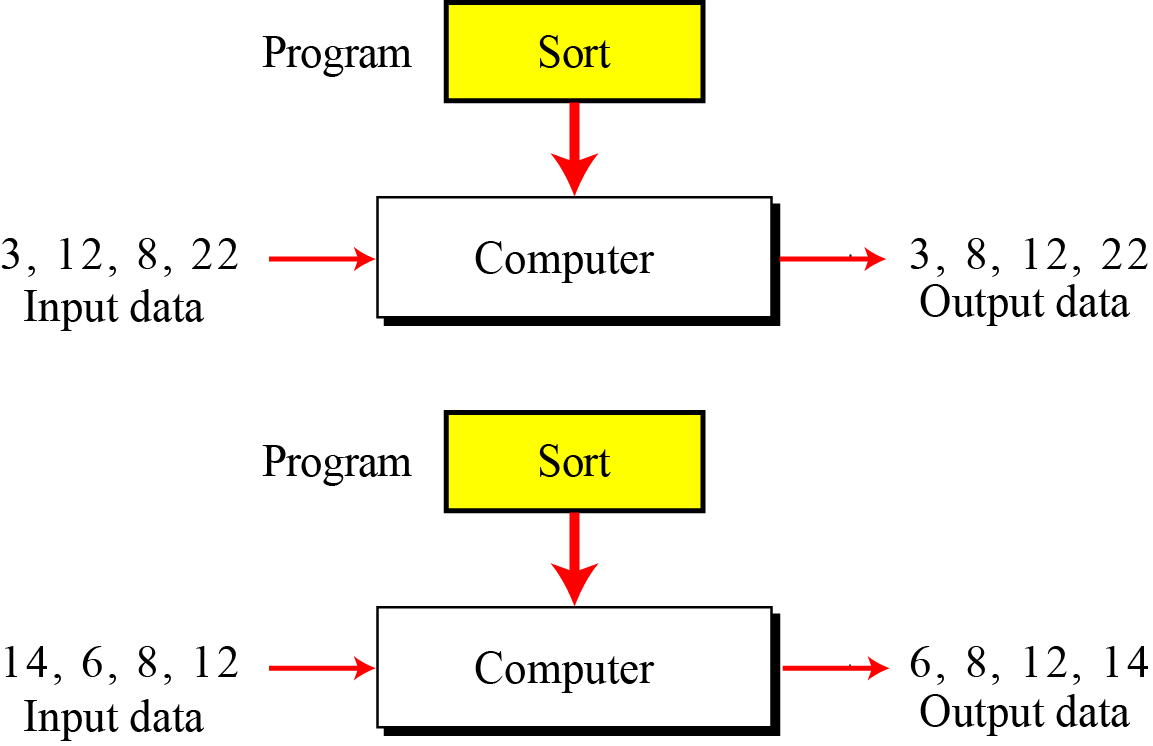 Program Sort
3, 12, 8, 22 Computer 3, 8, 12, 22
Input data Output data
Program Sort
14, 6, 8, 12 Computer 6, 8, 12, 14
Input data Output data